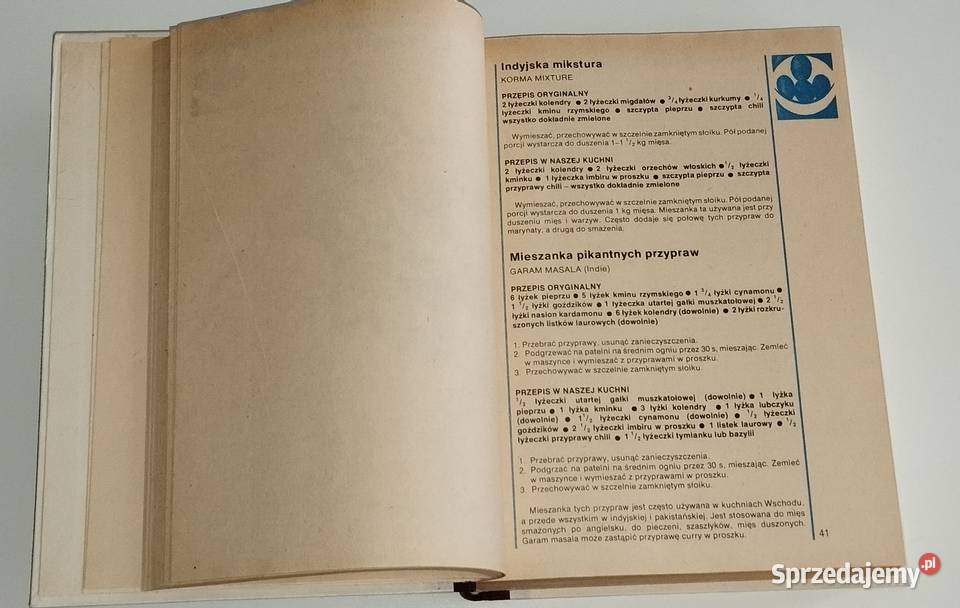 Indyjska mikstura
KORMA MIXTURE
PRZEPIS ORYGINALNY
2 łyżeczki kolendry ● 2 łyżeczki migdałów ● 3/4 łyżeczki kurkumy ● 1/4
łyżeczki kminu rzymskiego ● szczypta pieprzu ● szczypta chili
wszystko dokładnie zmielone
Wymieszać, przechowywać w szczelnie zamkniętym słoiku. Pół podanej
porcji wystarcza do duszenia 1–1 1/2 kg mięsa.
PRZEPIS W NASZEJ KUCHNI
2 łyżeczki kolendry ● 2 łyżeczki orzechów włoskich ● 1/2 łyżeczki
kminku ● 1 łyżeczka imbiru w proszku ● szczypta pieprzu ● szczypta
przyprawy chili – wszystko dokładnie zmielone
Wymieszać, przechowywać w szczelnie zamkniętym słoiku. Pół podanej
porcji wystarcza do duszenia 1 kg mięsa. Mieszanka ta używana jest przy
duszeniu mięs i warzyw. Często dodaje się połowę tych przypraw do
marynaty, a drugą do smażenia.
Mieszanka pikantnych przypraw
GARAM MASALA (Indie)
PRZEPIS ORYGINALNY
6 łyżek pieprzu ● 5 łyżek kminu rzymskiego ● 1 3/4 łyżki cynamonu ●
1 1/2 łyżki goździków ● 1 łyżeczka utartej gałki muszkatołowej ● 2 1/2
łyżki nasion kardamonu ● 6 łyżek kolendry (dowolnie) ● 2 łyżki rozkru-
szonych listków laurowych (dowolnie)
1. Przebrać przyprawy, usunąć zanieczyszczenia.
2. Podgrzewać na patelni na średnim ogniu przez 30 s, mieszając. Zemleć
w maszynce i wymieszać z przyprawami w proszku.
3. Przechowywać w szczelnie zamkniętym słoiku.
PRZEPIS W NASZEJ KUCHNI
1/2 łyżeczki utartej gałki muszkatołowej (dowolnie) ● 1 łyżka
pieprzu ● 1 łyżka kminku ● 3 łyżki kolendry ● 1 łyżka lubczyku
(dowolnie) ● 1 1/2 łyżeczki cynamonu (dowolnie) ● 1/2 łyżeczki
goździków ● 2 1/2 łyżeczki imbiru w proszku ● 1 listek laurowy ● 1/2
łyżeczki przyprawy chili ● 1 1/2 łyżeczki tymianku lub bazylii
1. Przebrać przyprawy, usunąć zanieczyszczenia.
2. Podgrzać na patelni na średnim ogniu przez 30 s, mieszając. Zemleć
w maszynce i wymieszać z przyprawami w proszku.
3. Przechowywać w szczelnie zamkniętym słoiku.
Mieszanka tych przypraw jest często używana w kuchniach Wschodu,
a przede wszystkim w indyjskiej i pakistańskiej. Jest stosowana do mięs
smażonych po angielsku, do pieczeni, szaszłyków, mięs duszonych.
Garam masala może zastąpić przyprawę curry w proszku.
41
Sprzedajemy.pl